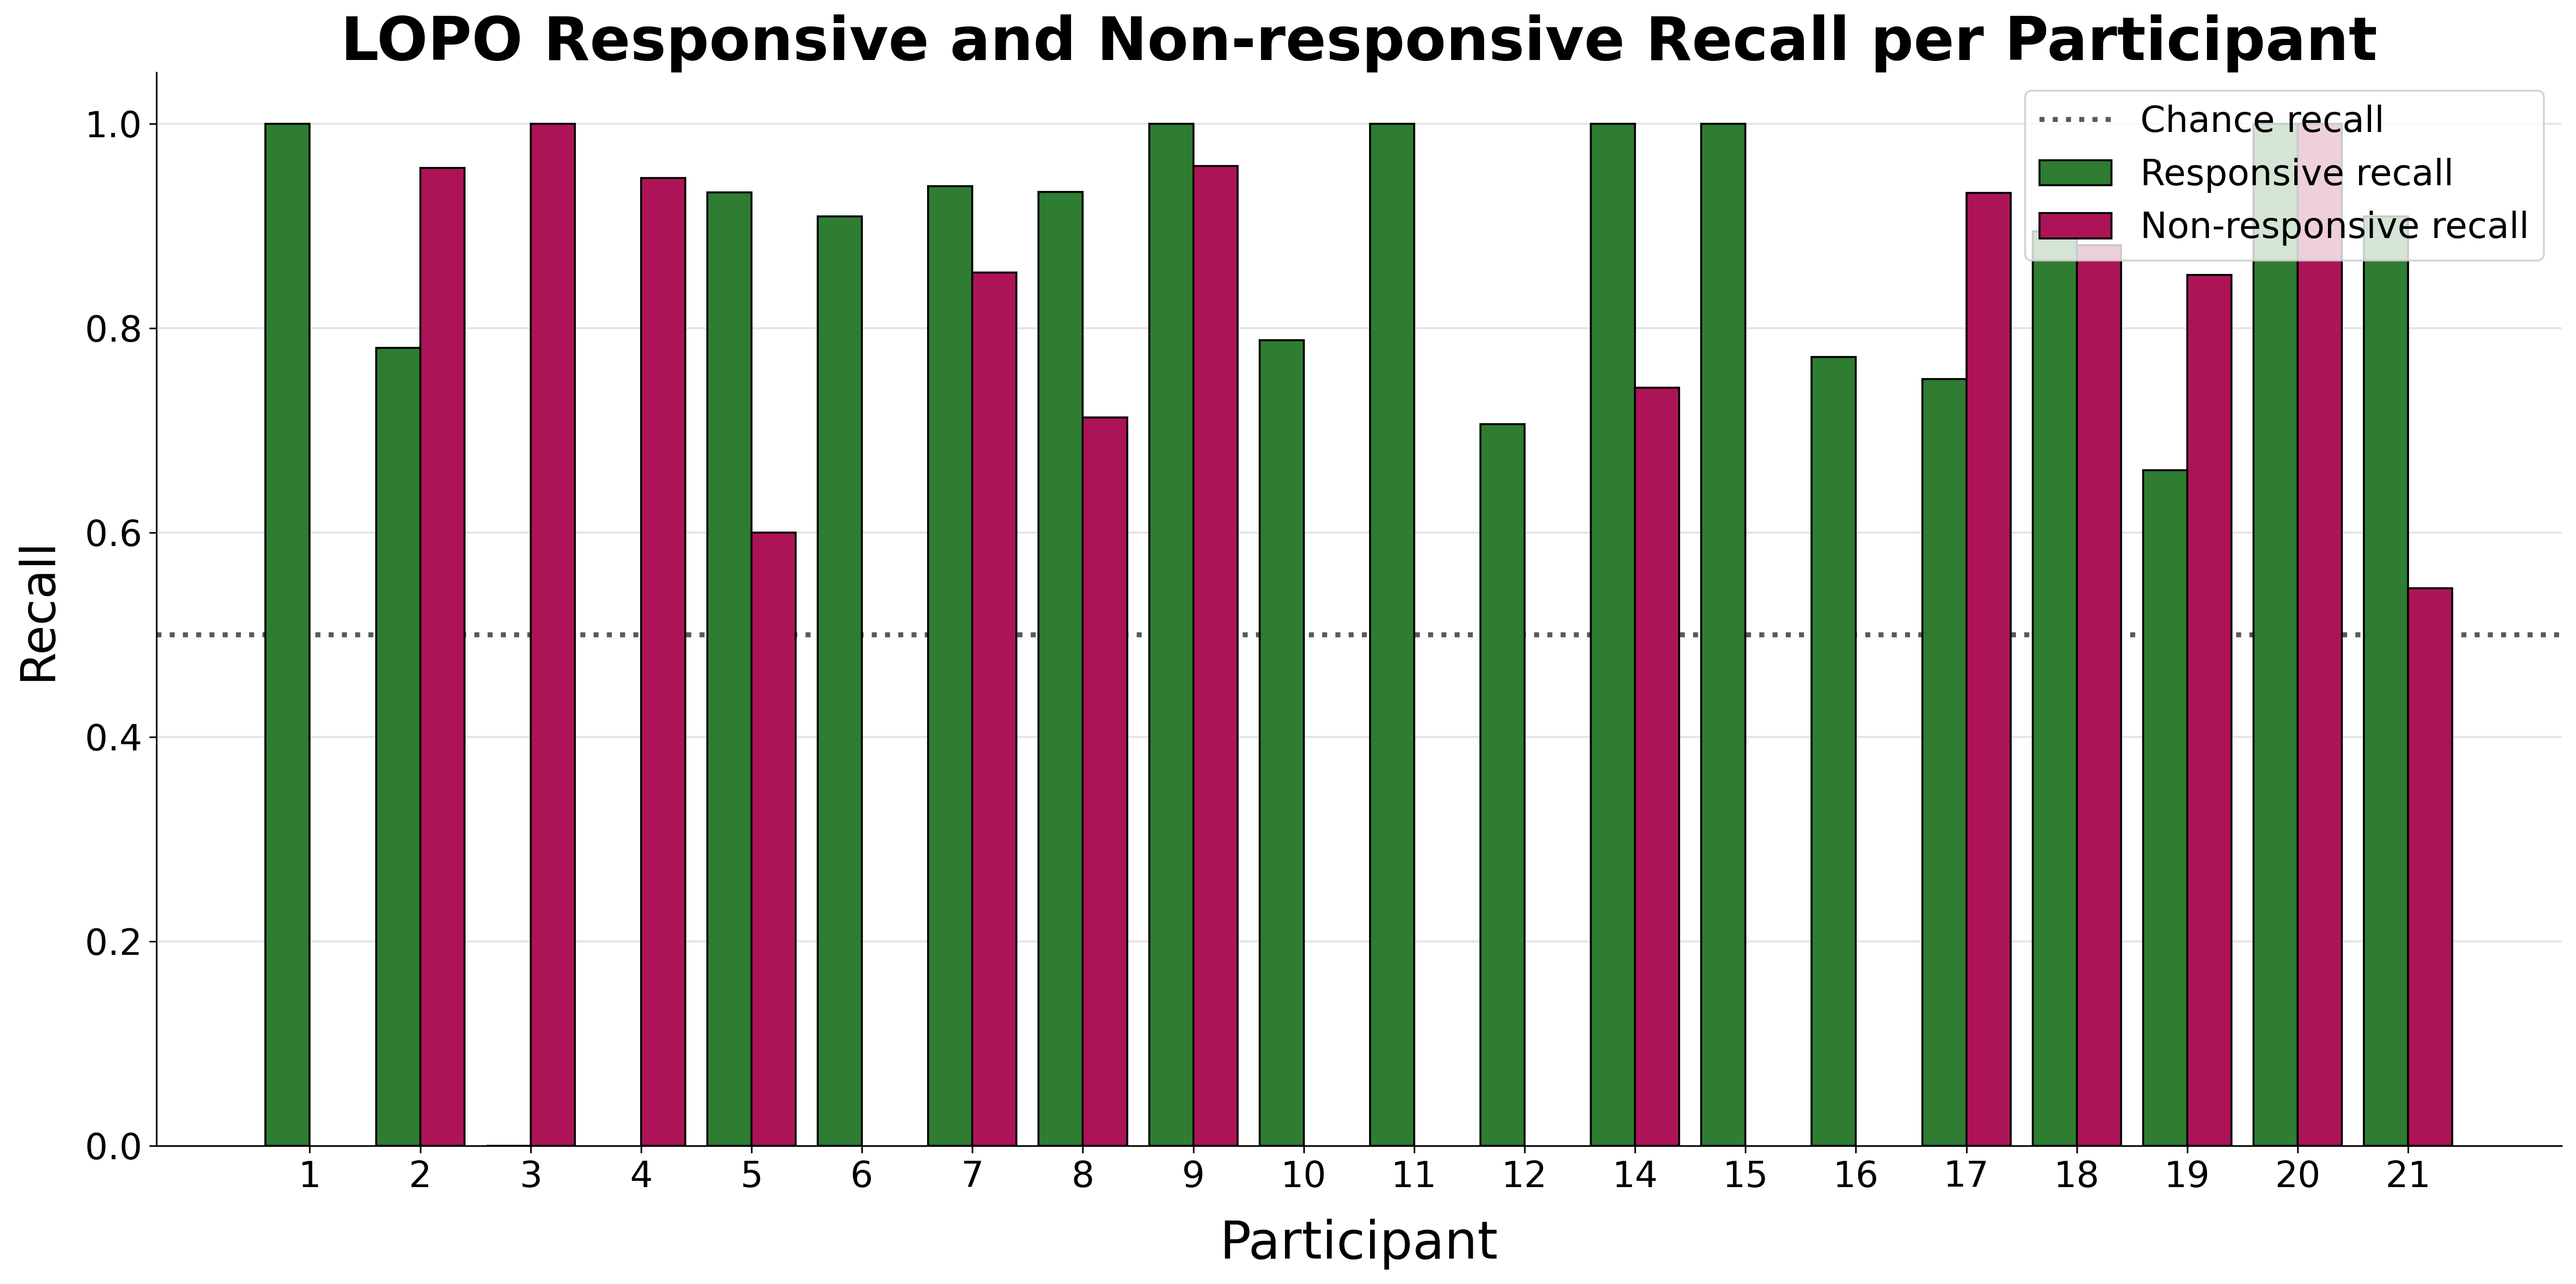 LOPO Responsive and Non-responsive Recall per Participant
Chance recall
Responsive recall
Non-responsive recall
Recall
1.0
0.8
0.6
0.4
0.2
0.0
1 2 3 4 5 6 7 8 9 10 11 12 14 15 16 17 18 19 20 21
Participant